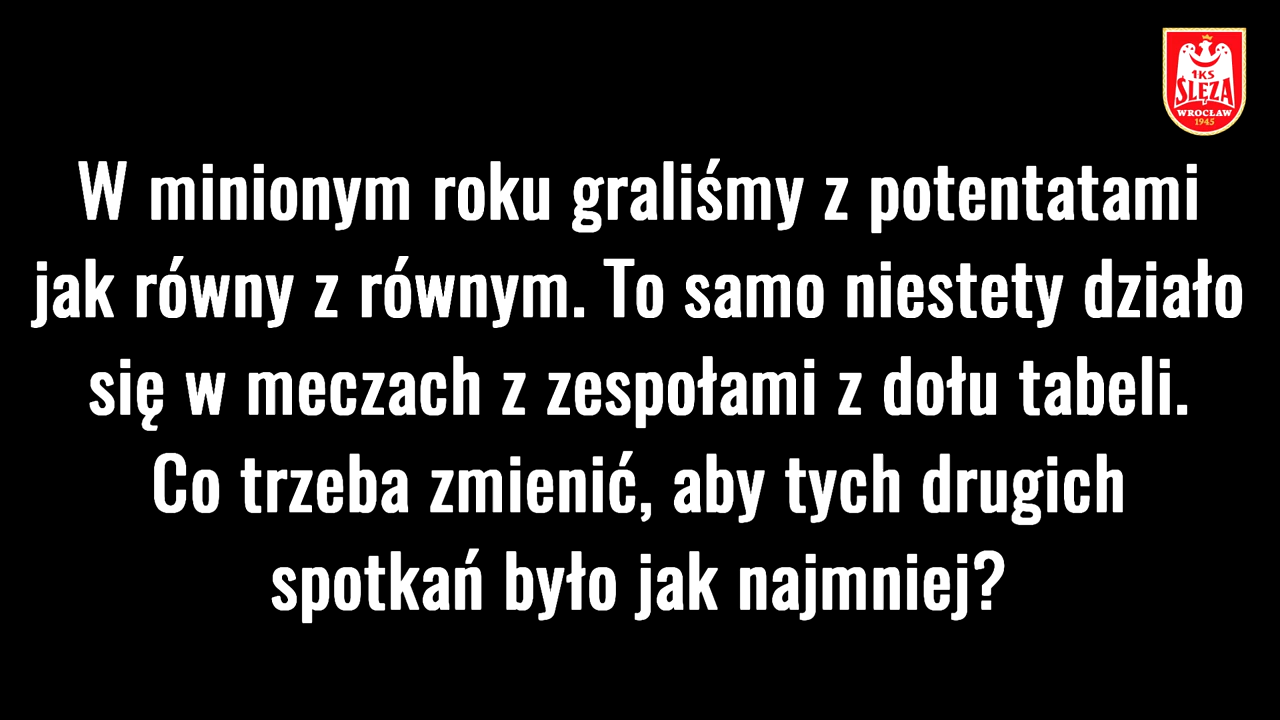 1KS
ŚLĘZA
WROCŁAW
1945
W minionym roku graliśmy z potentatami
jak równy z równym. To samo niestety działo
się w meczach z zespołami z dołu tabeli.
Co trzeba zmienić, aby tych drugich
spotkań było jak najmniej?